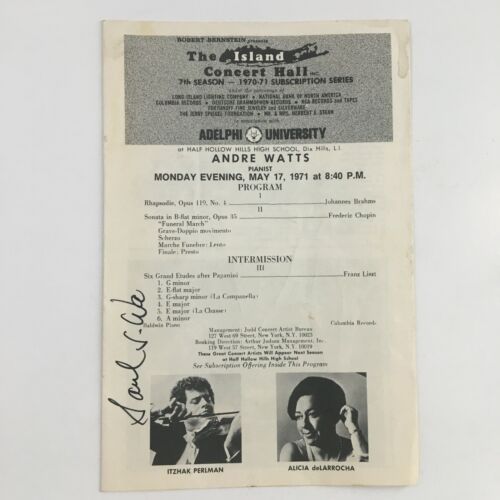 ROBERT BERNSTEIN presents
The Island
Concert Hall INC.
7th SEASON — 1970-71 SUBSCRIPTION SERIES
under the patronage of
LONG ISLAND LIGHTING COMPANY • NATIONAL BANK OF NORTH AMERICA
COLUMBIA RECORDS • DEUTSCHE GRAMMOPHON RECORDS • RCA RECORDS AND TAPES
FORTUNOFF FINE JEWELRY and SILVERWARE
THE JERRY SPIEGEL FOUNDATION • MR. & MRS. HERBERT D. STERN
in association with
ADELPHI UNIVERSITY
at HALF HOLLOW HILLS HIGH SCHOOL, Dix Hills, L.I.
ANDRE WATTS
PIANIST
MONDAY EVENING, MAY 17, 1971 at 8:40 P.M.
PROGRAM
I
Rhapsodie, Opus 119, No. 4 Johannes Brahms
II
Sonata in B-flat minor, Opus 35 Frederic Chopin
"Funeral March"
Grave-Doppio movimento
Scherzo
Marche Funebre: Lento
Finale: Presto
INTERMISSION
III
Six Grand Etudes after Paganini Franz Liszt
1. G minor
2. E-flat major
3. G-sharp minor (La Campanella)
4. E major
5. E major (La Chasse)
6. A minor
Baldwin Piano Columbia Records
Management: Judd Concert Artist Bureau
127 West 69 Street, New York, N.Y. 10023
Booking Direction: Arthur Judson Management, Inc.
119 West 57 Street, New York, N.Y. 10019
These Great Concert Artists Will Appear Next Season
at Half Hollow Hills High School
See Subscription Offering Inside This Program
ITZHAK PERLMAN
ALICIA deLARROCHA